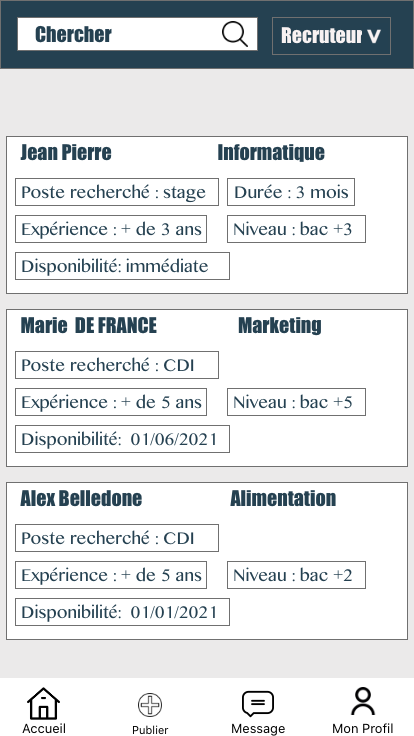 Chercher
Recruteur V
Jean Pierre Informatique
Poste recherché : stage Durée : 3 mois
Expérience : + de 3 ans Niveau : bac +3
Disponibilité: immédiate
Marie DE FRANCE Marketing
Poste recherché : CDI
Expérience : + de 5 ans Niveau : bac +5
Disponibilité: 01/06/2021
Alex Belledone Alimentation
Poste recherché : CDI
Expérience : + de 5 ans Niveau : bac +2
Disponibilité: 01/01/2021
Accueil Publier Message Mon Profil